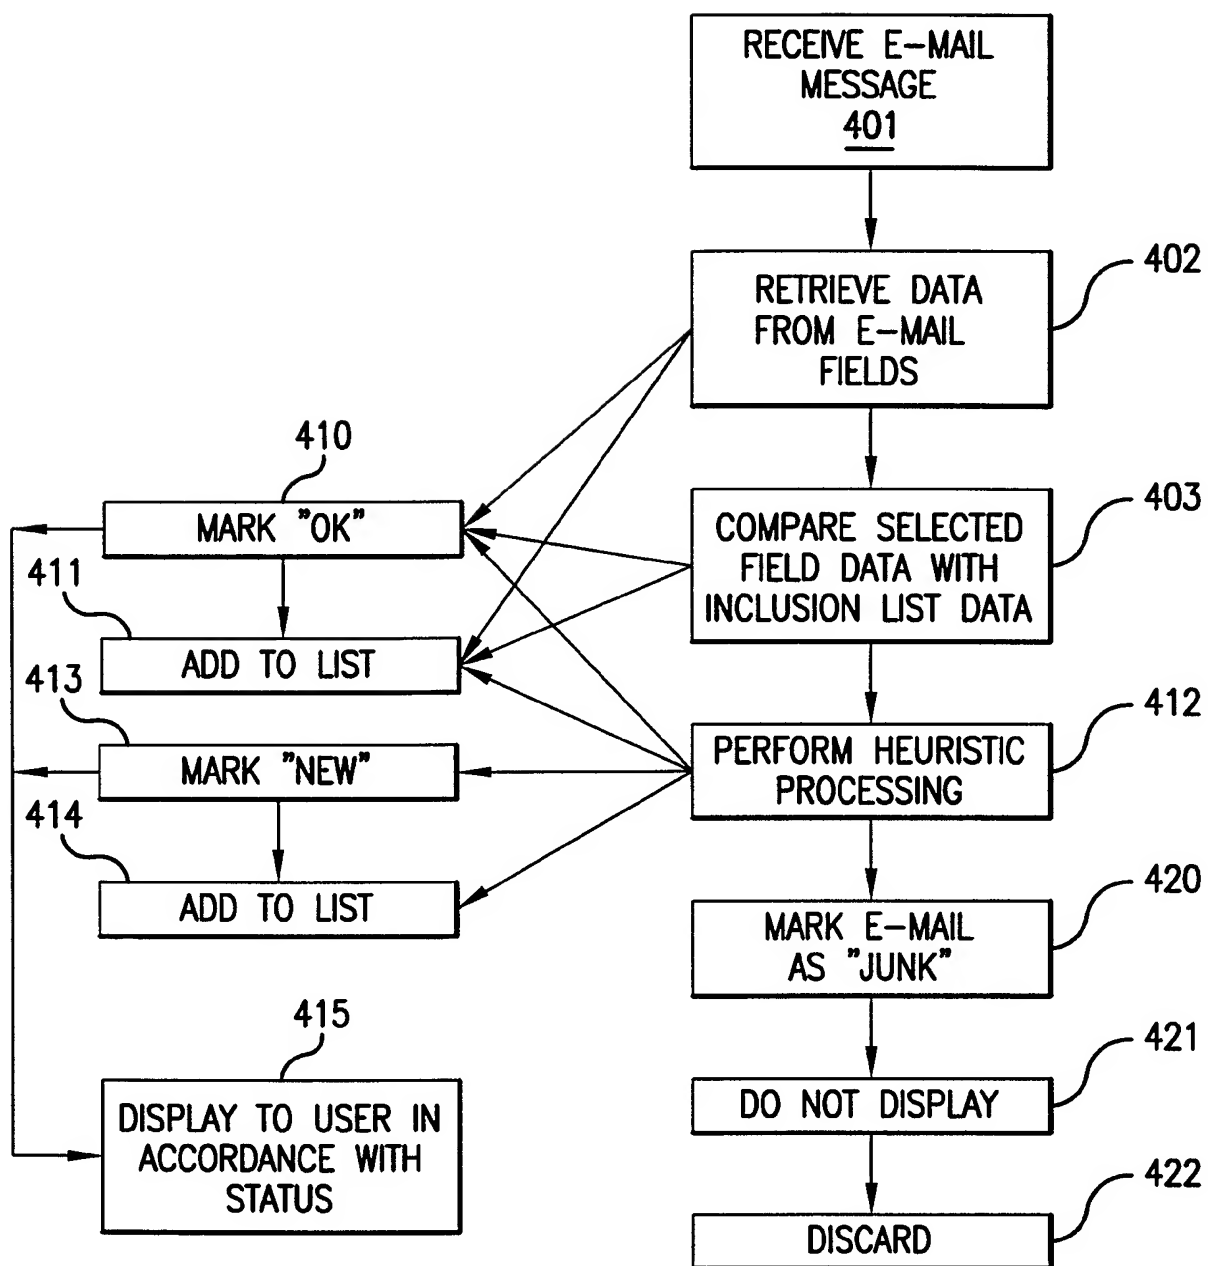 RECEIVE E-MAIL
MESSAGE
401
402
RETRIEVE DATA
FROM E-MAIL
FIELDS
410
MARK "OK"
403
COMPARE SELECTED
FIELD DATA WITH
INCLUSION LIST DATA
411
ADD TO LIST
413
MARK "NEW"
412
PERFORM HEURISTIC
PROCESSING
414
ADD TO LIST
420
MARK E-MAIL
AS "JUNK"
415
DISPLAY TO USER IN
ACCORDANCE WITH
STATUS
421
DO NOT DISPLAY
422
DISCARD